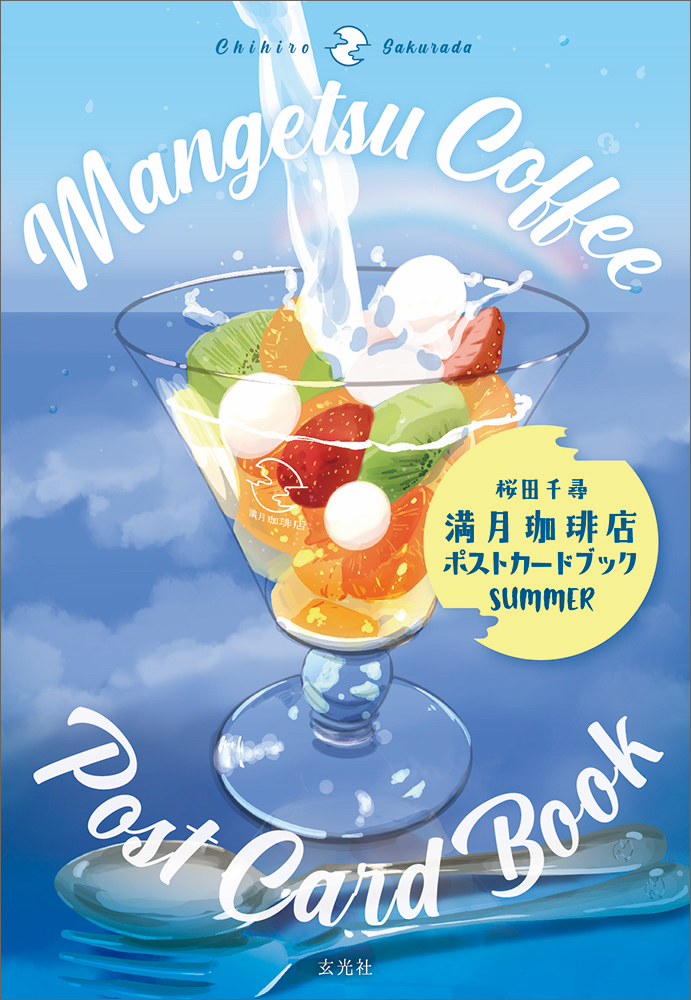 Chihiro Sakurada
Mangetsu Coffee
満月珈琲店
桜田千尋
満月珈琲店
ポストカードブック
SUMMER
Post Card Book
玄光社